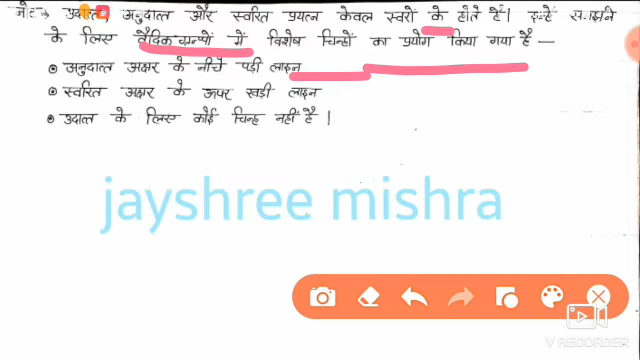 नोट → उदात्त, अनुदात्त और स्वरित प्रयत्न केवल स्वरों के होते हैं। इन्हें समझने
के लिए वैदिक ग्रन्थों में विशेष चिन्हों का प्रयोग किया गया है —
• अनुदात्त अक्षर के नीचे पड़ी लाइन
• स्वरित अक्षर के ऊपर खड़ी लाइन
• उदात्त के लिए कोई चिन्ह नहीं है।
jayshree mishra
V RECORDER